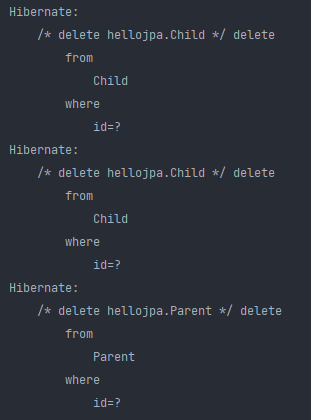 Hibernate:
    /* delete hellojpa.Child */ delete
        from
            Child
        where
            id=?
Hibernate:
    /* delete hellojpa.Child */ delete
        from
            Child
        where
            id=?
Hibernate:
    /* delete hellojpa.Parent */ delete
        from
            Parent
        where
            id=?